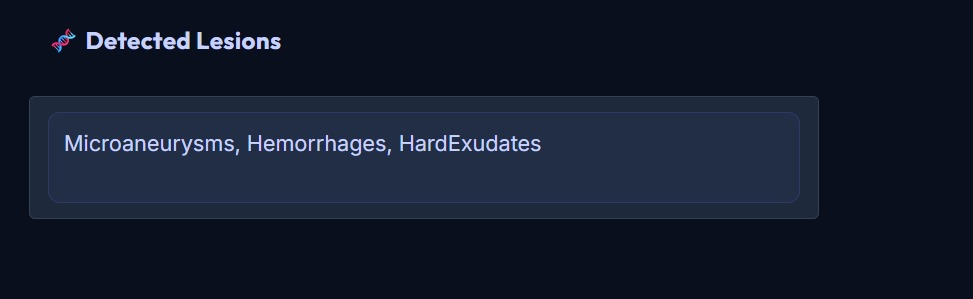 🧬 Detected Lesions
Microaneurysms, Hemorrhages, HardExudates